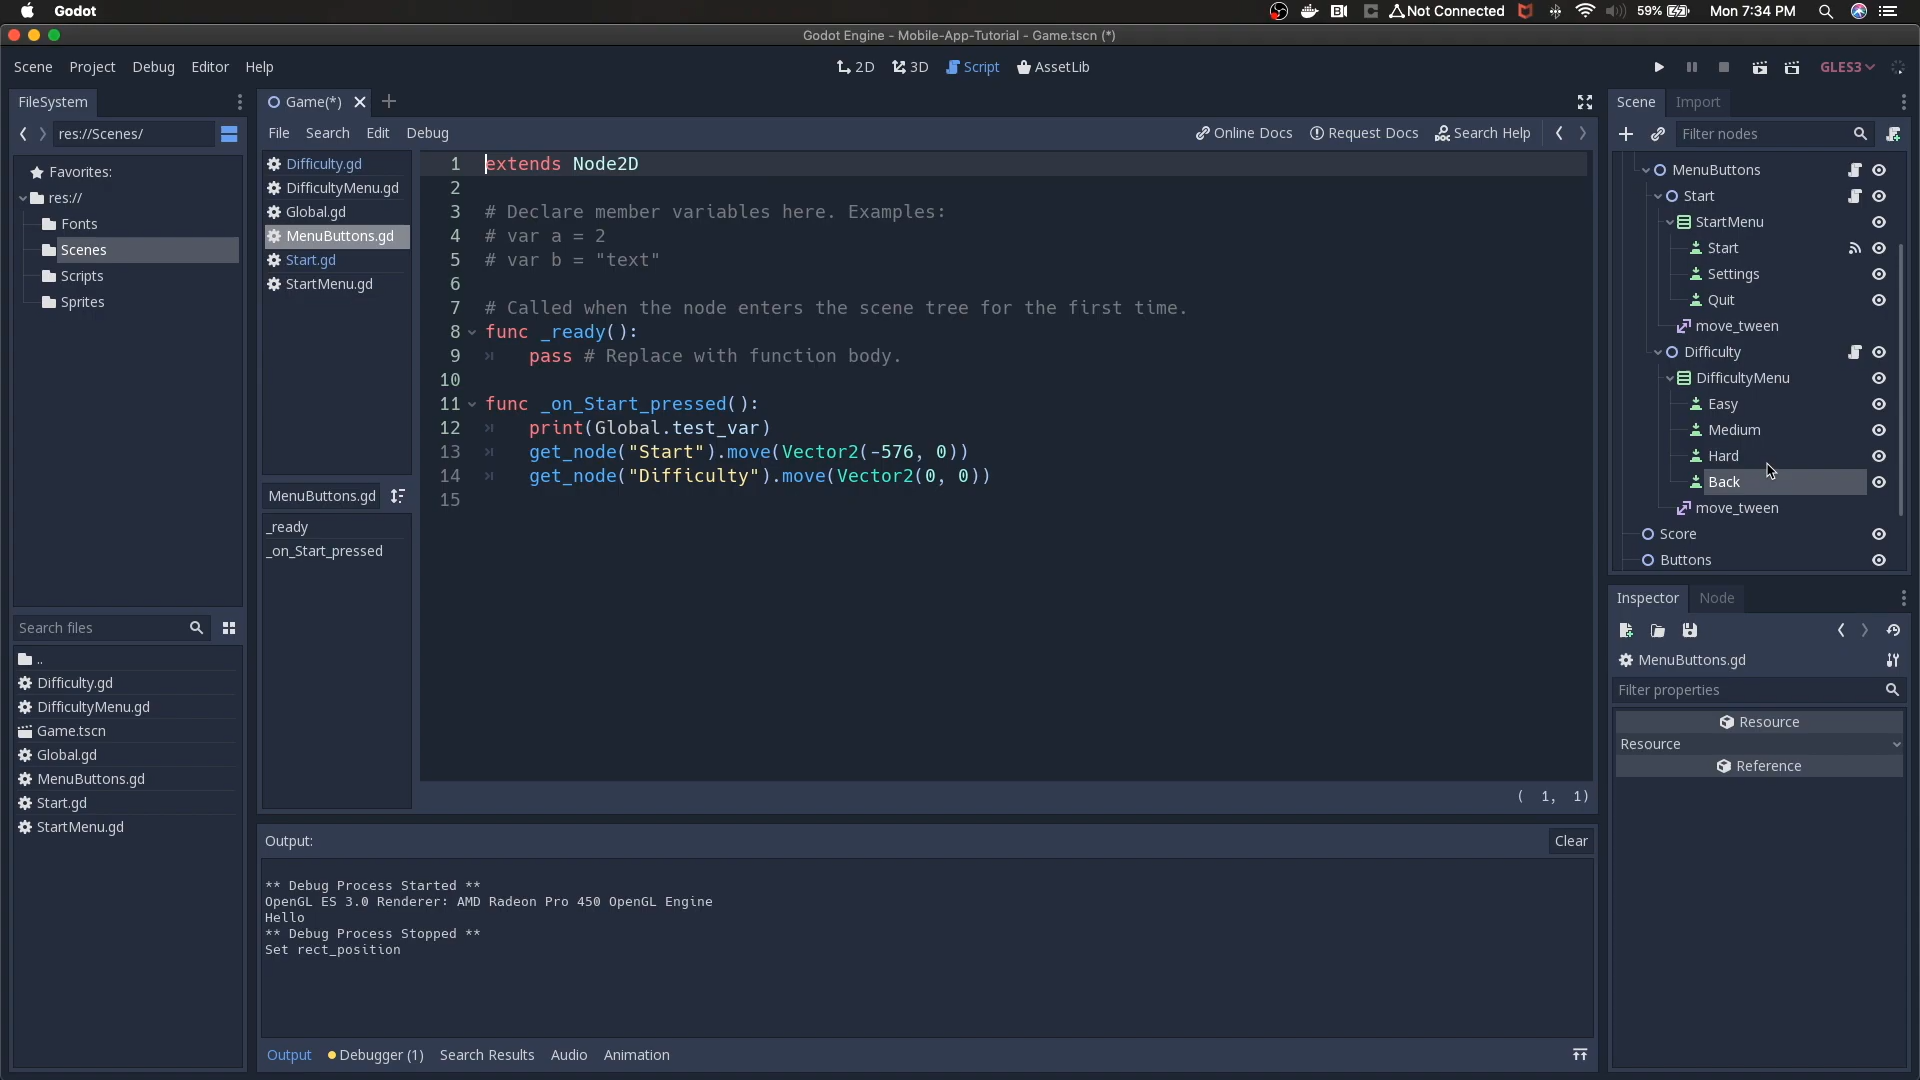 Godot
Not Connected
59%
Mon 7:34 PM
Godot Engine - Mobile-App-Tutorial - Game.tscn (*)
Scene Project Debug Editor Help
2D 3D Script AssetLib
GLES3
FileSystem
res://Scenes/
Favorites:
res://
Fonts
Scenes
Scripts
Sprites
Search files
..
Difficulty.gd
DifficultyMenu.gd
Game.tscn
Global.gd
MenuButtons.gd
Start.gd
StartMenu.gd
Game(*)
File Search Edit Debug
Online Docs Request Docs Search Help
Difficulty.gd
DifficultyMenu.gd
Global.gd
MenuButtons.gd
Start.gd
StartMenu.gd
MenuButtons.gd
_ready
_on_Start_pressed
1 extends Node2D
2
3 # Declare member variables here. Examples:
4 # var a = 2
5 # var b = "text"
6
7 # Called when the node enters the scene tree for the first time.
8 func _ready():
9 pass # Replace with function body.
10
11 func _on_Start_pressed():
12 print(Global.test_var)
13 get_node("Start").move(Vector2(-576, 0))
14 get_node("Difficulty").move(Vector2(0, 0))
15
( 1, 1)
Output:
Clear
** Debug Process Started **
OpenGL ES 3.0 Renderer: AMD Radeon Pro 450 OpenGL Engine
Hello
** Debug Process Stopped **
Set rect_position
Output Debugger (1) Search Results Audio Animation
Scene Import
Filter nodes
MenuButtons
Start
StartMenu
Start
Settings
Quit
move_tween
Difficulty
DifficultyMenu
Easy
Medium
Hard
Back
move_tween
Score
Buttons
Inspector Node
MenuButtons.gd
Filter properties
Resource
Resource
Reference